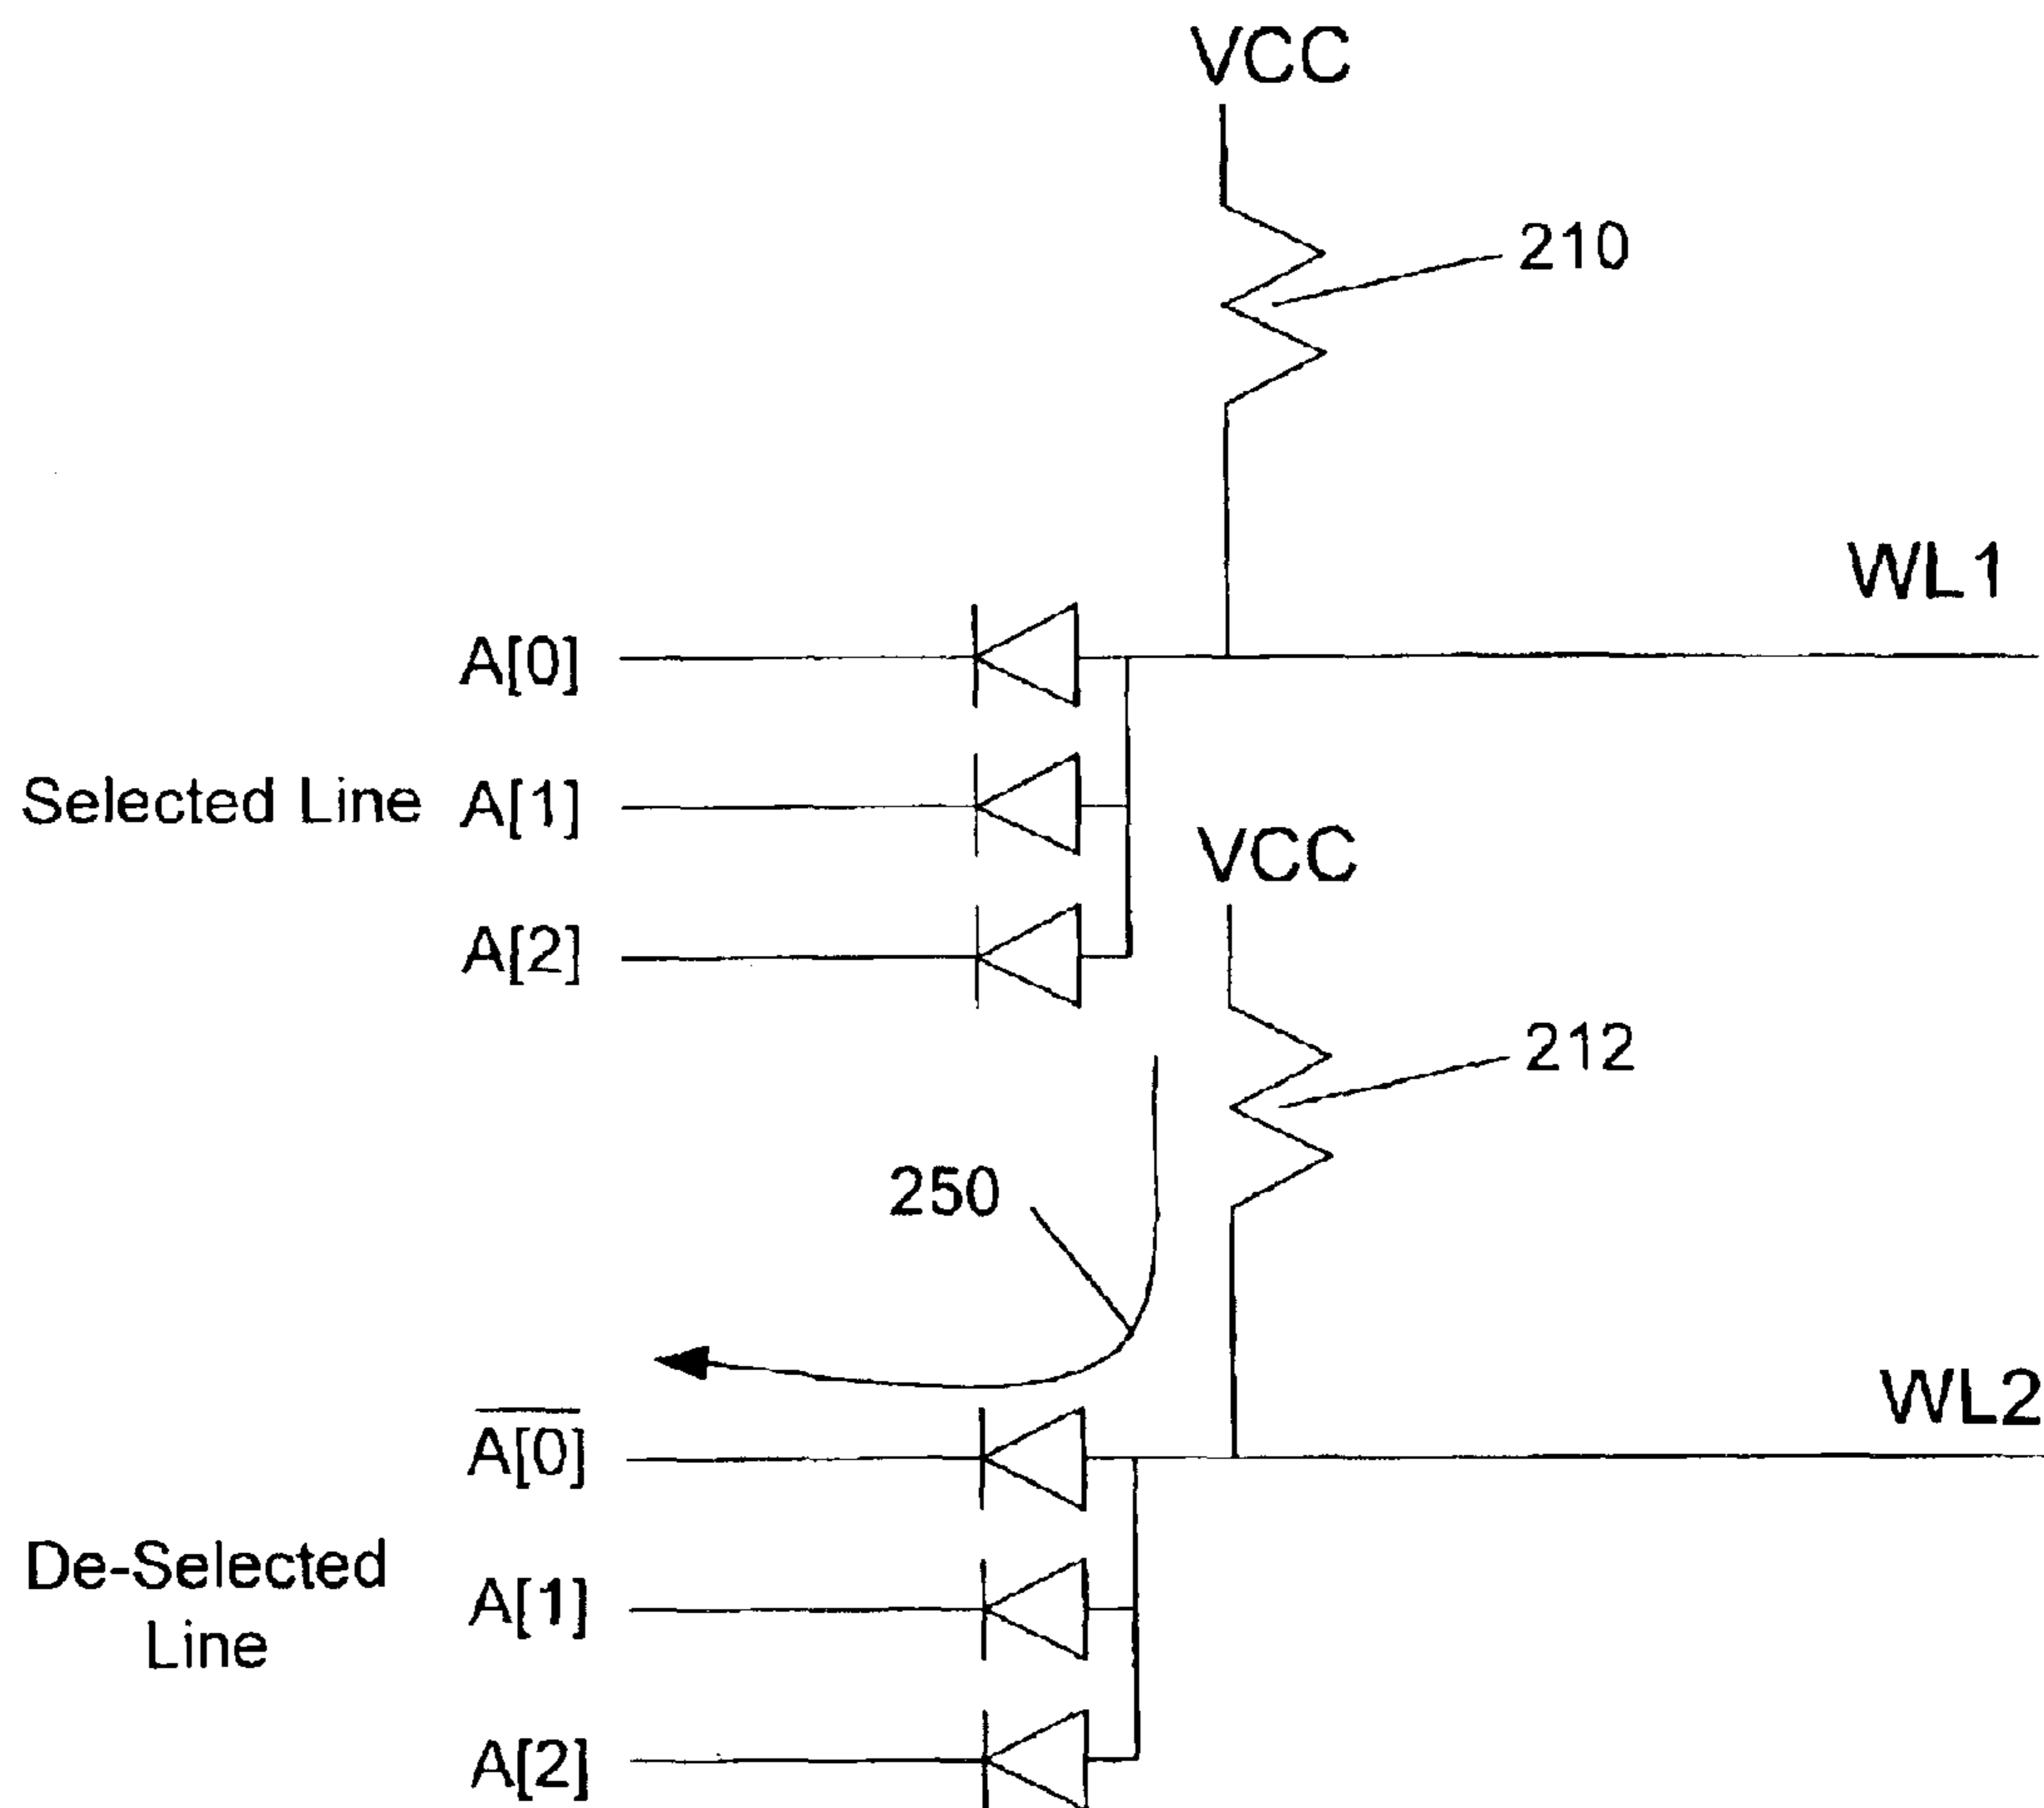 VCC
210
WL1
A[0]
Selected Line A[1]
VCC
A[2]
212
250
WL2
A̅[̅0̅]̅
De-Selected
Line
A[1]
A[2]